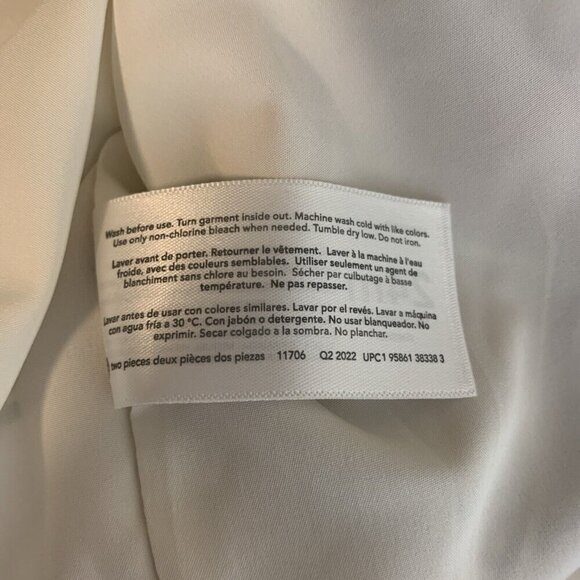 Wash before use. Turn garment inside out. Machine wash cold with like colors.
Use only non-chlorine bleach when needed. Tumble dry low. Do not iron.
Laver avant de porter. Retourner le vêtement. Laver à la machine à l'eau
froide, avec des couleurs semblables. Utiliser seulement un agent de
blanchiment sans chlore au besoin. Sécher par culbutage à basse
température. Ne pas repasser.
Lavar antes de usar con colores similares. Lavar por el revés. Lavar a máquina
con agua fría a 30 °C. Con jabón o detergente. No usar blanqueador. No
exprimir. Secar colgado a la sombra. No planchar.
two pieces deux pièces dos piezas 11706 Q2 2022 UPC1 95861 38338 3